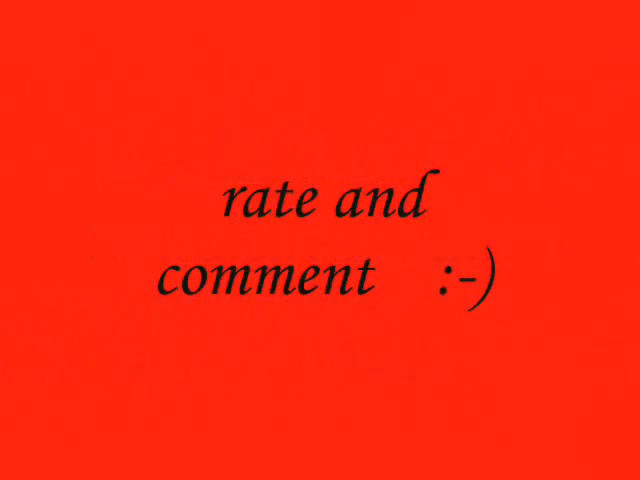 rate and
comment :-)